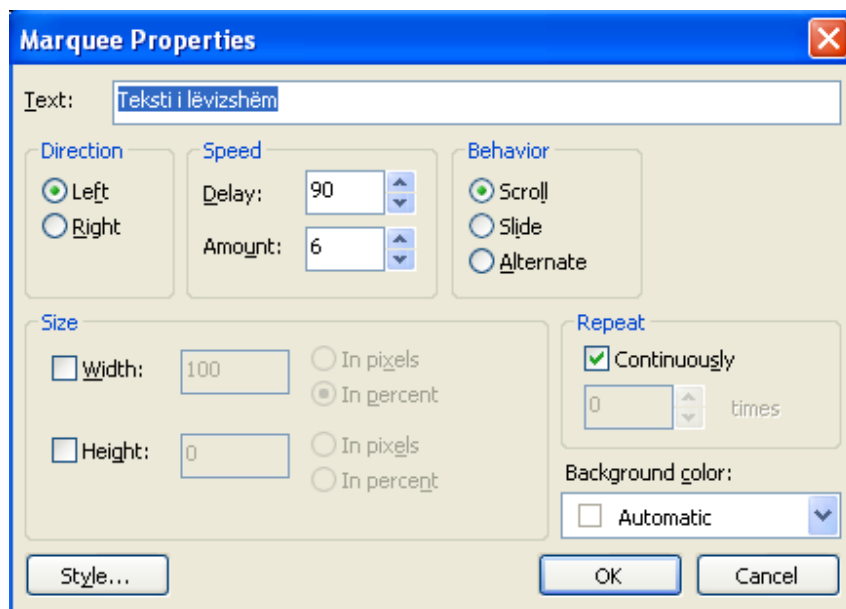 Marquee Properties
Text: Teksti i lëvizshëm
Direction
Left
Right
Speed
Delay: 90
Amount: 6
Behavior
Scroll
Slide
Alternate
Size
Width: 100
In pixels
In percent
Height: 0
In pixels
In percent
Repeat
Continuously
0 times
Background color:
Automatic
Style...
OK
Cancel